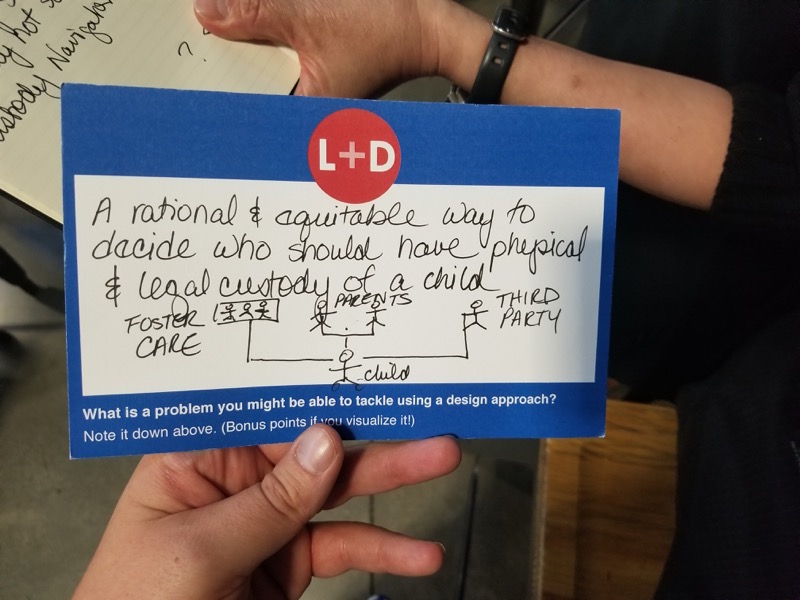 ?
L+D
A rational & equitable way to
decide who should have physical
& legal custody of a child
PARENTS
FOSTER
CARE
THIRD
PARTY
child
What is a problem you might be able to tackle using a design approach?
Note it down above. (Bonus points if you visualize it!)